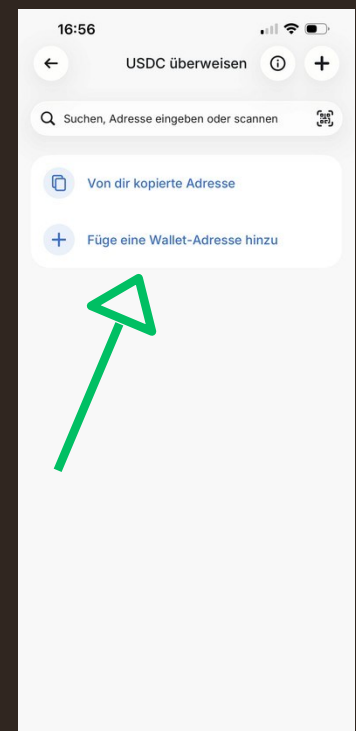 16:56
USDC überweisen
Suchen, Adresse eingeben oder scannen
Von dir kopierte Adresse
Füge eine Wallet-Adresse hinzu